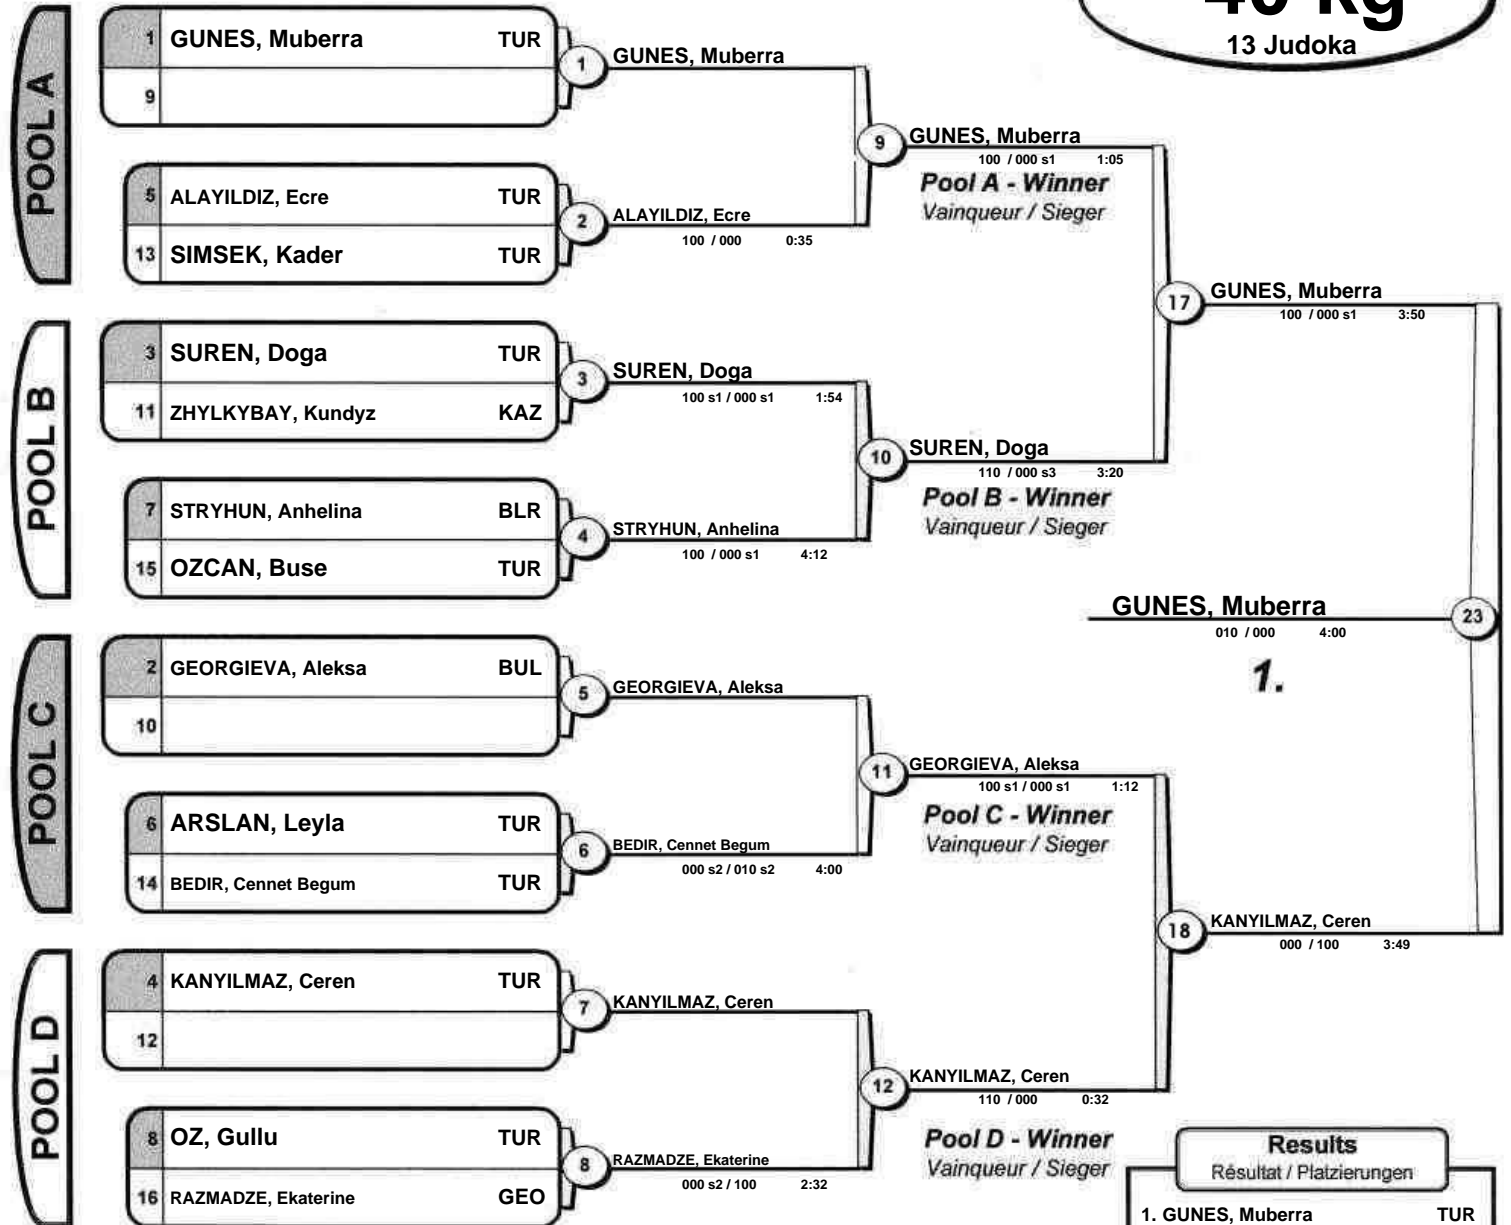 40 kg
13 Judoka
POOL A
1 GUNES, Muberra TUR
9
5 ALAYILDIZ, Ecre TUR
13 SIMSEK, Kader TUR
1 GUNES, Muberra
2 ALAYILDIZ, Ecre
100 / 000 0:35
9 GUNES, Muberra
100 / 000 s1 1:05
Pool A - Winner
Vainqueur / Sieger
POOL B
3 SUREN, Doga TUR
11 ZHYLKYBAY, Kundyz KAZ
7 STRYHUN, Anhelina BLR
15 OZCAN, Buse TUR
3 SUREN, Doga
100 s1 / 000 s1 1:54
4 STRYHUN, Anhelina
100 / 000 s1 4:12
10 SUREN, Doga
110 / 000 s3 3:20
Pool B - Winner
Vainqueur / Sieger
17 GUNES, Muberra
100 / 000 s1 3:50
GUNES, Muberra 23
010 / 000 4:00
1.
POOL C
2 GEORGIEVA, Aleksa BUL
10
6 ARSLAN, Leyla TUR
14 BEDIR, Cennet Begum TUR
5 GEORGIEVA, Aleksa
6 BEDIR, Cennet Begum
000 s2 / 010 s2 4:00
11 GEORGIEVA, Aleksa
100 s1 / 000 s1 1:12
Pool C - Winner
Vainqueur / Sieger
18 KANYILMAZ, Ceren
000 / 100 3:49
POOL D
4 KANYILMAZ, Ceren TUR
12
8 OZ, Gullu TUR
16 RAZMADZE, Ekaterine GEO
7 KANYILMAZ, Ceren
8 RAZMADZE, Ekaterine
000 s2 / 100 2:32
12 KANYILMAZ, Ceren
110 / 000 0:32
Pool D - Winner
Vainqueur / Sieger
Results
Résultat / Platzierungen
1. GUNES, Muberra TUR